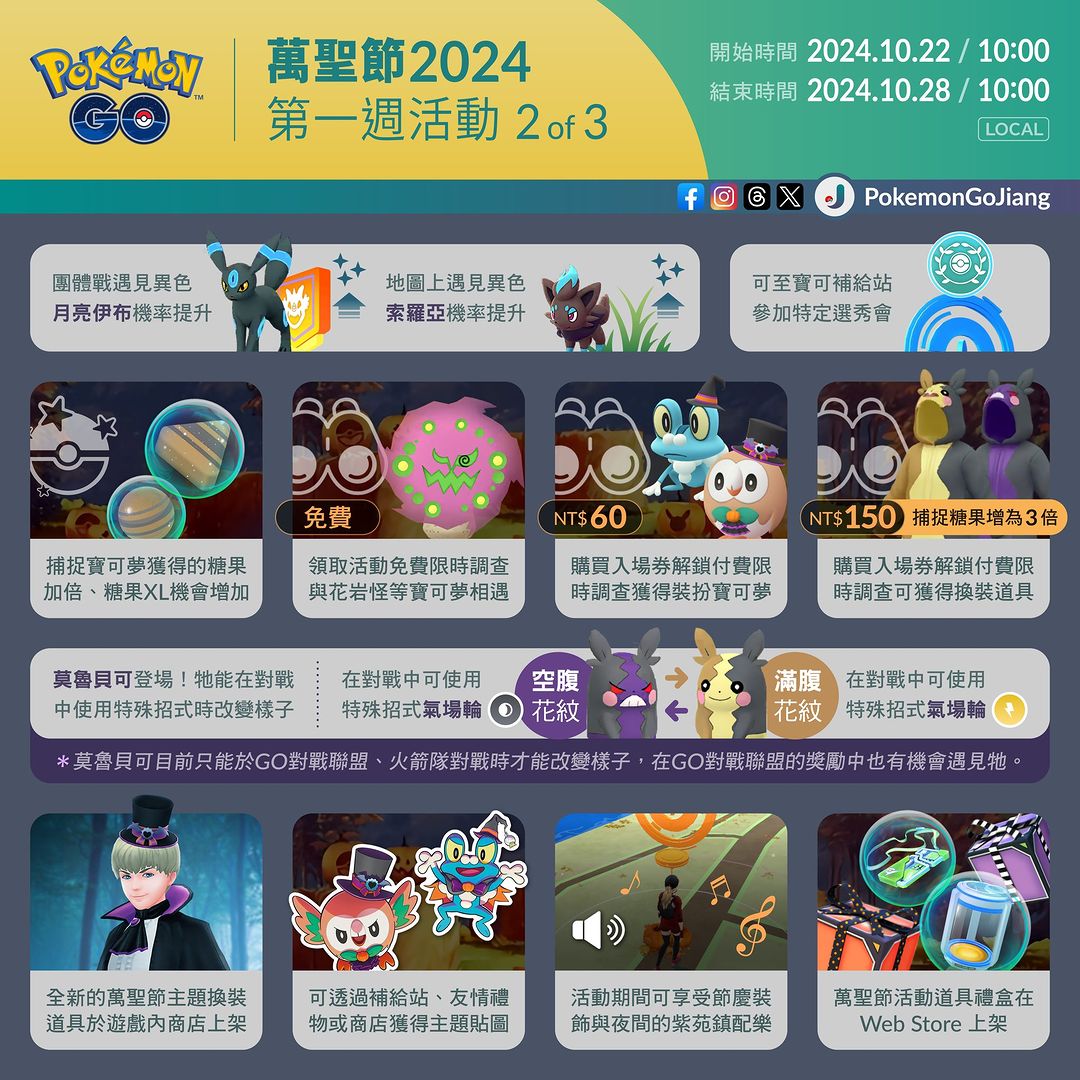 POKÉMON GO™
萬聖節2024
第一週活動 2 of 3
開始時間 2024.10.22 / 10:00
結束時間 2024.10.28 / 10:00
LOCAL
PokemonGoJiang
團體戰遇見異色
月亮伊布機率提升
地圖上遇見異色
索羅亞機率提升
可至寶可補給站
參加特定選秀會
捕捉寶可夢獲得的糖果
加倍、糖果XL機會增加
免費
領取活動免費限時調查
與花岩怪等寶可夢相遇
NT$60
購買入場券解鎖付費限
時調查獲得裝扮寶可夢
NT$150 捕捉糖果增為3倍
購買入場券解鎖付費限
時調查可獲得換裝道具
莫魯貝可登場！牠能在對戰
中使用特殊招式時改變樣子
在對戰中可使用
特殊招式氣場輪
空腹
花紋
滿腹
花紋
在對戰中可使用
特殊招式氣場輪
＊莫魯貝可目前只能於GO對戰聯盟、火箭隊對戰時才能改變樣子，在GO對戰聯盟的獎勵中也有機會遇見牠。
全新的萬聖節主題換裝
道具於遊戲內商店上架
可透過補給站、友情禮
物或商店獲得主題貼圖
活動期間可享受節慶裝
飾與夜間的紫苑鎮配樂
萬聖節活動道具禮盒在
Web Store 上架